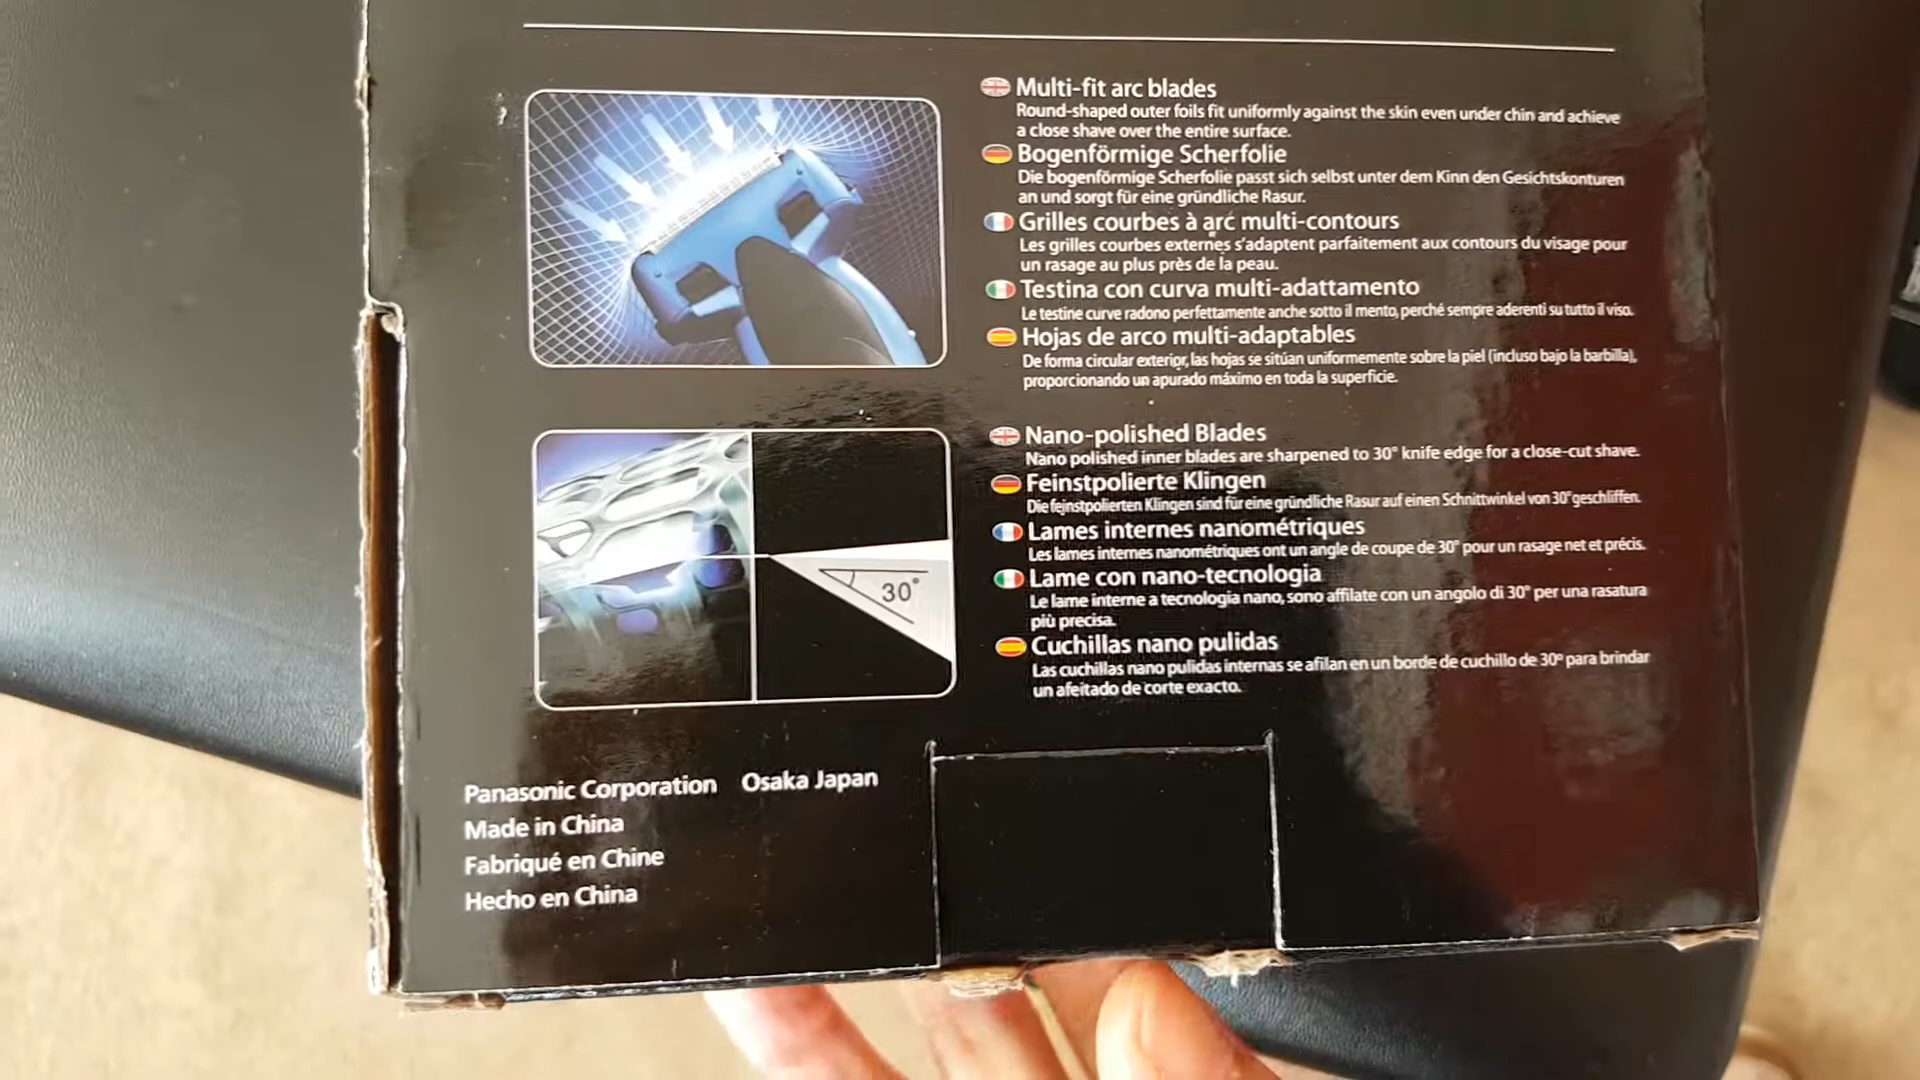 Multi-fit arc blades
Round-shaped outer foils fit uniformly against the skin even under chin and achieve
a close shave over the entire surface.
Bogenförmige Scherfolie
Die bogenförmige Scherfolie passt sich selbst unter dem Kinn den Gesichtskonturen
an und sorgt für eine gründliche Rasur.
Grilles courbes à arc multi-contours
Les grilles courbes externes s'adaptent parfaitement aux contours du visage pour
un rasage au plus près de la peau.
Testina con curva multi-adattamento
Le testine curve radono perfettamente anche sotto il mento, perché sempre aderenti su tutto il viso.
Hojas de arco multi-adaptables
De forma circular exterior, las hojas se sitúan uniformemente sobre la piel (incluso bajo la barbilla),
proporcionando un apurado máximo en toda la superficie.
30°
Nano-polished Blades
Nano polished inner blades are sharpened to 30° knife edge for a close-cut shave.
Feinstpolierte Klingen
Die feinstpolierten Klingen sind für eine gründliche Rasur auf einen Schnittwinkel von 30° geschliffen.
Lames internes nanométriques
Les lames internes nanométriques ont un angle de coupe de 30° pour un rasage net et précis.
Lame con nano-tecnologia
Le lame interne a tecnologia nano, sono affilate con un angolo di 30° per una rasatura
più precisa.
Cuchillas nano pulidas
Las cuchillas nano pulidas internas se afilan en un borde de cuchillo de 30º para brindar
un afeitado de corte exacto.
Panasonic Corporation Osaka Japan
Made in China
Fabriqué en Chine
Hecho en China